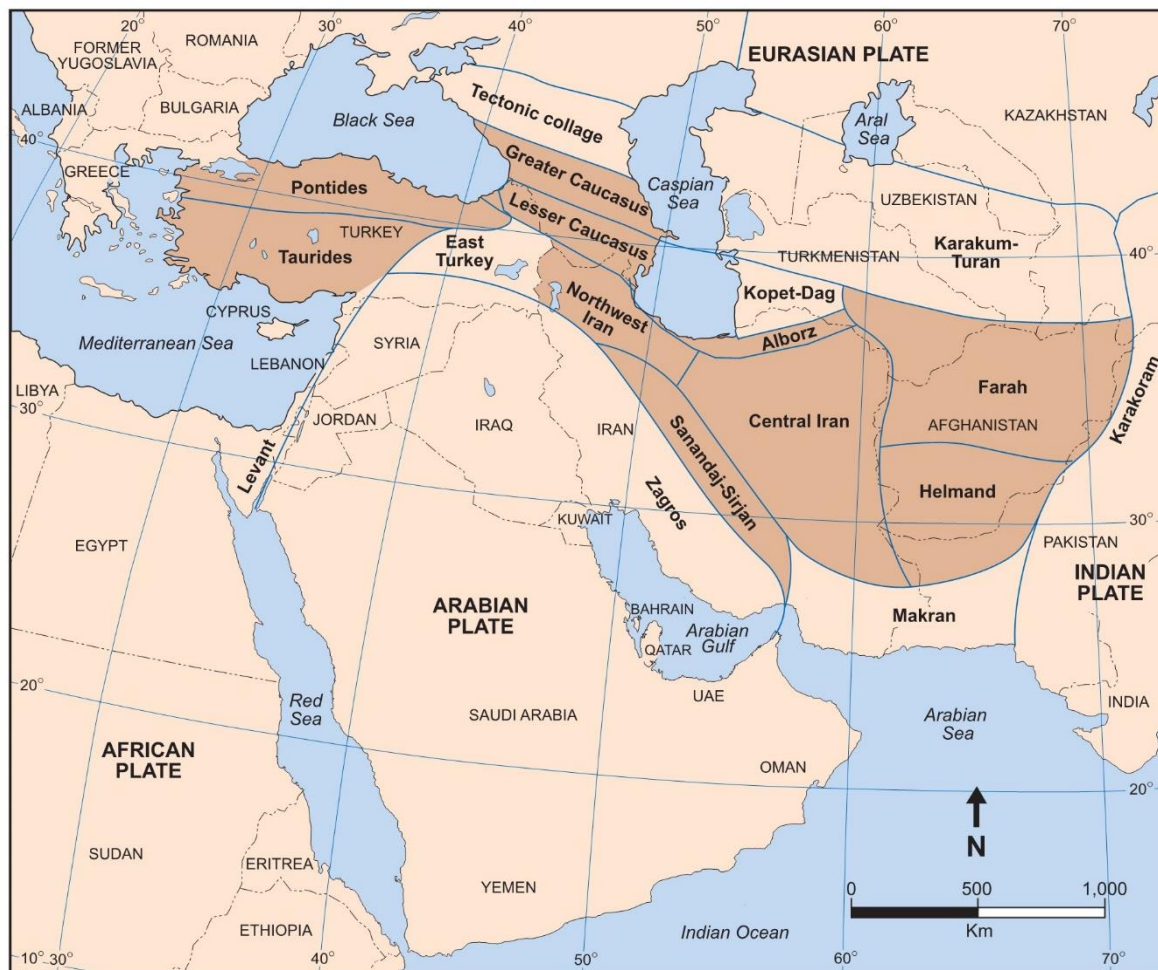 20°
30°
40°
50°
60°
70°
FORMER
YUGOSLAVIA
ROMANIA
EURASIAN PLATE
ALBANIA
BULGARIA
Black Sea
Tectonic collage
Aral
Sea
KAZAKHSTAN
40°
GREECE
Pontides
Greater Caucasus
Caspian
Sea
UZBEKISTAN
TURKEY
Lesser Caucasus
Karakum-
Turan
40°
Taurides
East
Turkey
TURKMENISTAN
Kopet-Dag
CYPRUS
Northwest
Iran
Mediterranean Sea
LEBANON
SYRIA
Alborz
Farah
Karakoram
LIBYA
30°
JORDAN
IRAQ
IRAN
Central Iran
AFGHANISTAN
Levant
Sanandaj-Sirjan
Zagros
Helmand
KUWAIT
30°
EGYPT
PAKISTAN
INDIAN
PLATE
ARABIAN
PLATE
BAHRAIN
Arabian
Gulf
QATAR
Makran
20°
Red
Sea
SAUDI ARABIA
UAE
INDIA
Arabian
Sea
AFRICAN
PLATE
OMAN
20°
N
SUDAN
ERITREA
YEMEN
0
500
1,000
Km
ETHIOPIA
Indian Ocean
10°
30°
40°
50°
60°
70°